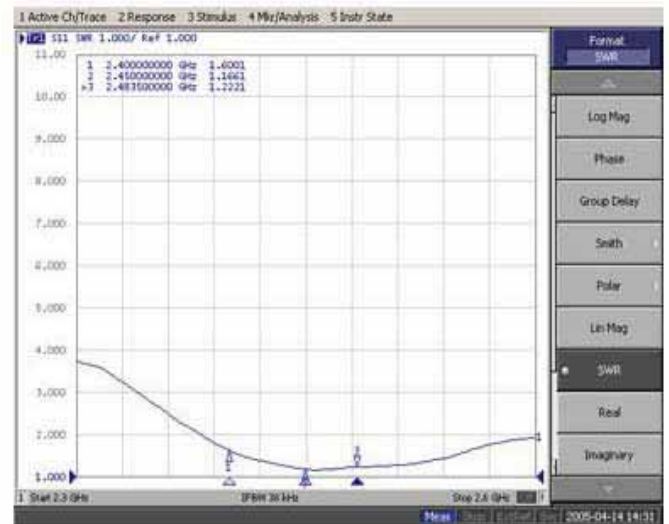 1 Active Ch/Trace 2 Response 3 Stimulus 4 Mkr/Analysis 5 Instr State
S11 SWR 1.000/ Ref 1.000
11.00
1 2.400000000 GHz 1.6001
2 2.450000000 GHz 1.1661
>3 2.483500000 GHz 1.2221
10.00
9.000
8.000
7.000
6.000
5.000
4.000
3.000
2.000
1.000
1 Start 2.3 GHz
IFBW 30 kHz
Stop 2.6 GHz
Format
SWR
Log Mag
Phase
Group Delay
Smith
Polar
Lin Mag
SWR
Real
Imaginary
Meas
2005-04-14 14:31